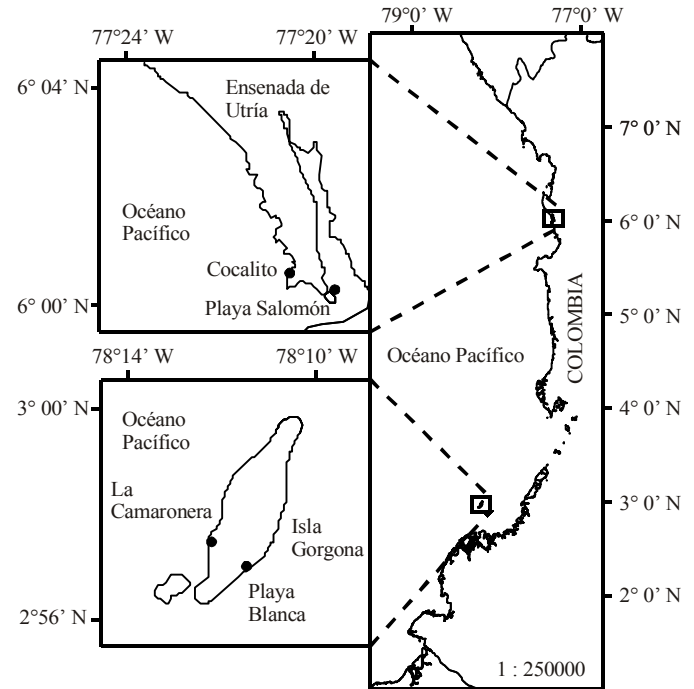 79°0’ W
77°0’ W
77°24’ W
77°20’ W
6° 04’ N
Ensenada de
Utría
Océano
Pacífico
Cocalito
Playa Salomón
6° 00’ N
78°14’ W
78°10’ W
3° 00’ N
Océano
Pacífico
La
Camaronera
Isla
Gorgona
Playa
Blanca
2°56’ N
7° 0’ N
6° 0’ N
5° 0’ N
4° 0’ N
3° 0’ N
2° 0’ N
Océano Pacífico
COLOMBIA
1 : 250000